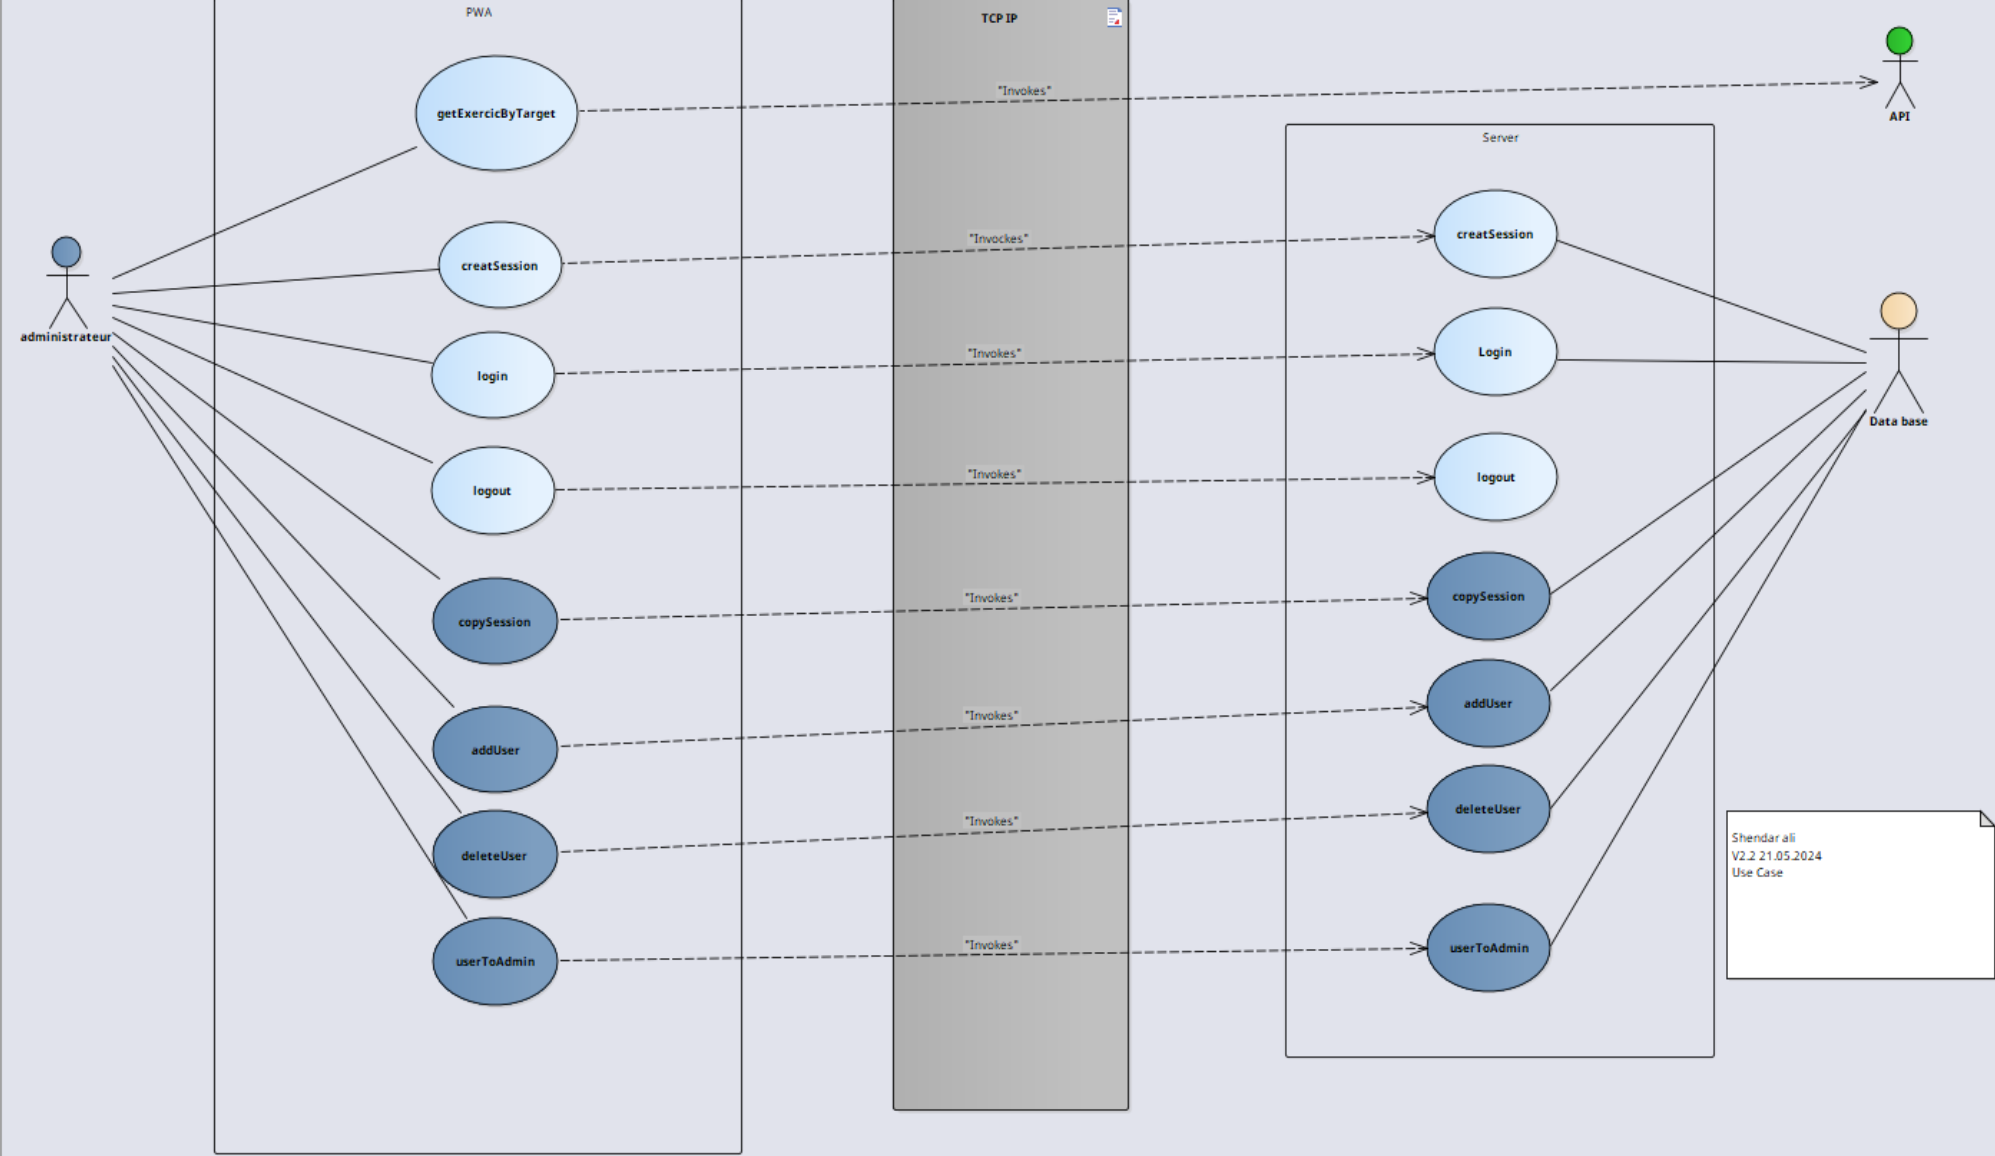 PWA
TCP IP
getExercicByTarget
"Invokes"
API
Server
administrateur
creatSession
"Invockes"
creatSession
login
"Invokes"
Login
Data base
logout
"Invokes"
logout
copySession
"Invokes"
copySession
addUser
"Invokes"
addUser
deleteUser
"Invokes"
deleteUser
userToAdmin
"Invokes"
userToAdmin
Shendar ali
V2.2 21.05.2024
Use Case